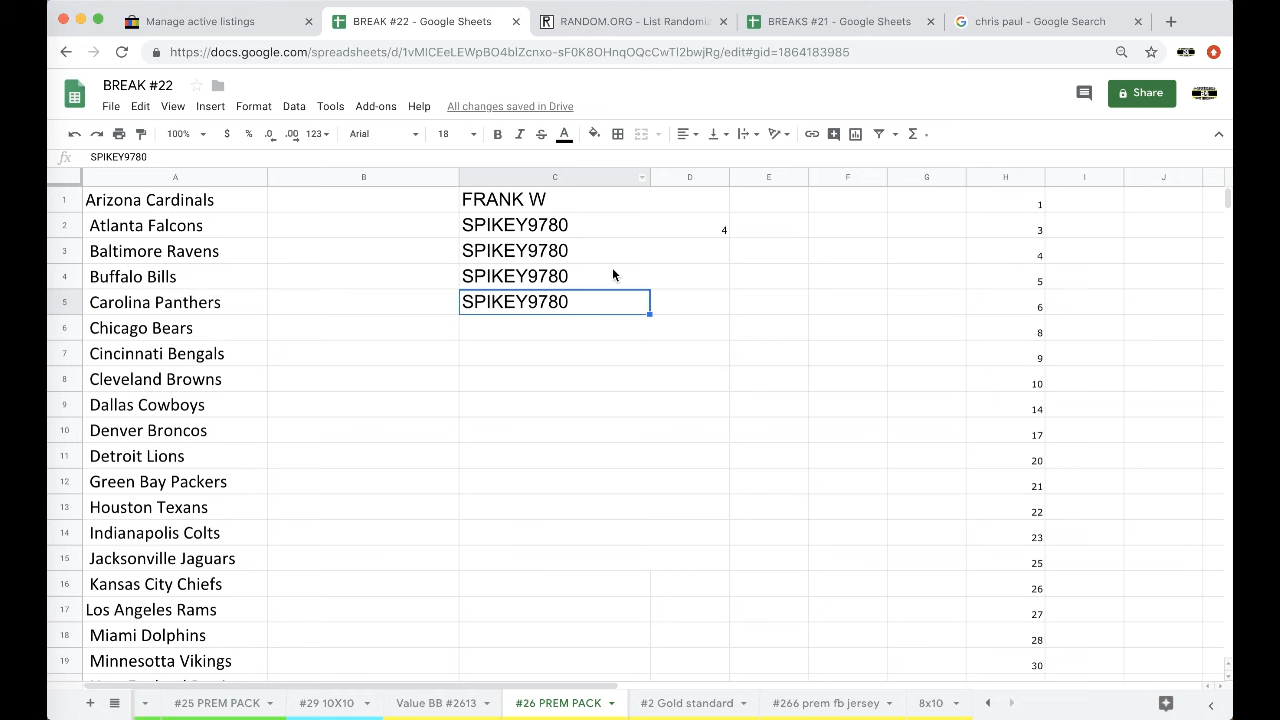 Manage active listings
BREAK #22 - Google Sheets
RANDOM.ORG - List Randomiz
BREAKS #21 - Google Sheets
chris paul - Google Search
https://docs.google.com/spreadsheets/d/1vMICEeLEWpBO4bIZcnxo-sF0K8OHnqOQcCwTl2bwjRg/edit#gid=1864183985
BREAK #22
File Edit View Insert Format Data Tools Add-ons Help All changes saved in Drive
Share
100% $ % .0 .00 123 Arial 18 B I S A
fx SPIKEY9780
A B C D E F G H I J
1 Arizona Cardinals FRANK W 1
2 Atlanta Falcons SPIKEY9780 4 3
3 Baltimore Ravens SPIKEY9780 4
4 Buffalo Bills SPIKEY9780 5
5 Carolina Panthers SPIKEY9780 6
6 Chicago Bears 8
7 Cincinnati Bengals 9
8 Cleveland Browns 10
9 Dallas Cowboys 14
10 Denver Broncos 17
11 Detroit Lions 20
12 Green Bay Packers 21
13 Houston Texans 22
14 Indianapolis Colts 23
15 Jacksonville Jaguars 25
16 Kansas City Chiefs 26
17 Los Angeles Rams 27
18 Miami Dolphins 28
19 Minnesotta Vikings 30
#25 PREM PACK #29 10X10 Value BB #2613 #26 PREM PACK #2 Gold standard #266 prem fb jersey 8x10